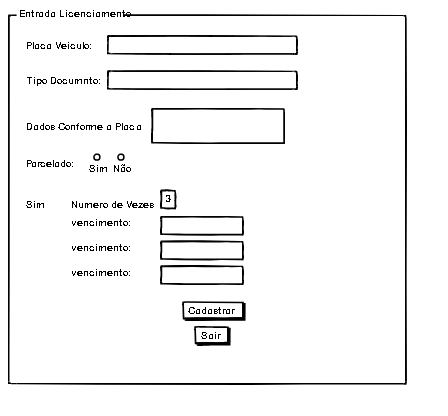 Entrada Licenciamento
Placa Veiculo:
Tipo Documnto:
Dados Conforme a Placa
Parcelado:
Sim Não
Sim Numero de Vezes 3
vencimento:
vencimento:
vencimento:
Cadastrar
Sair